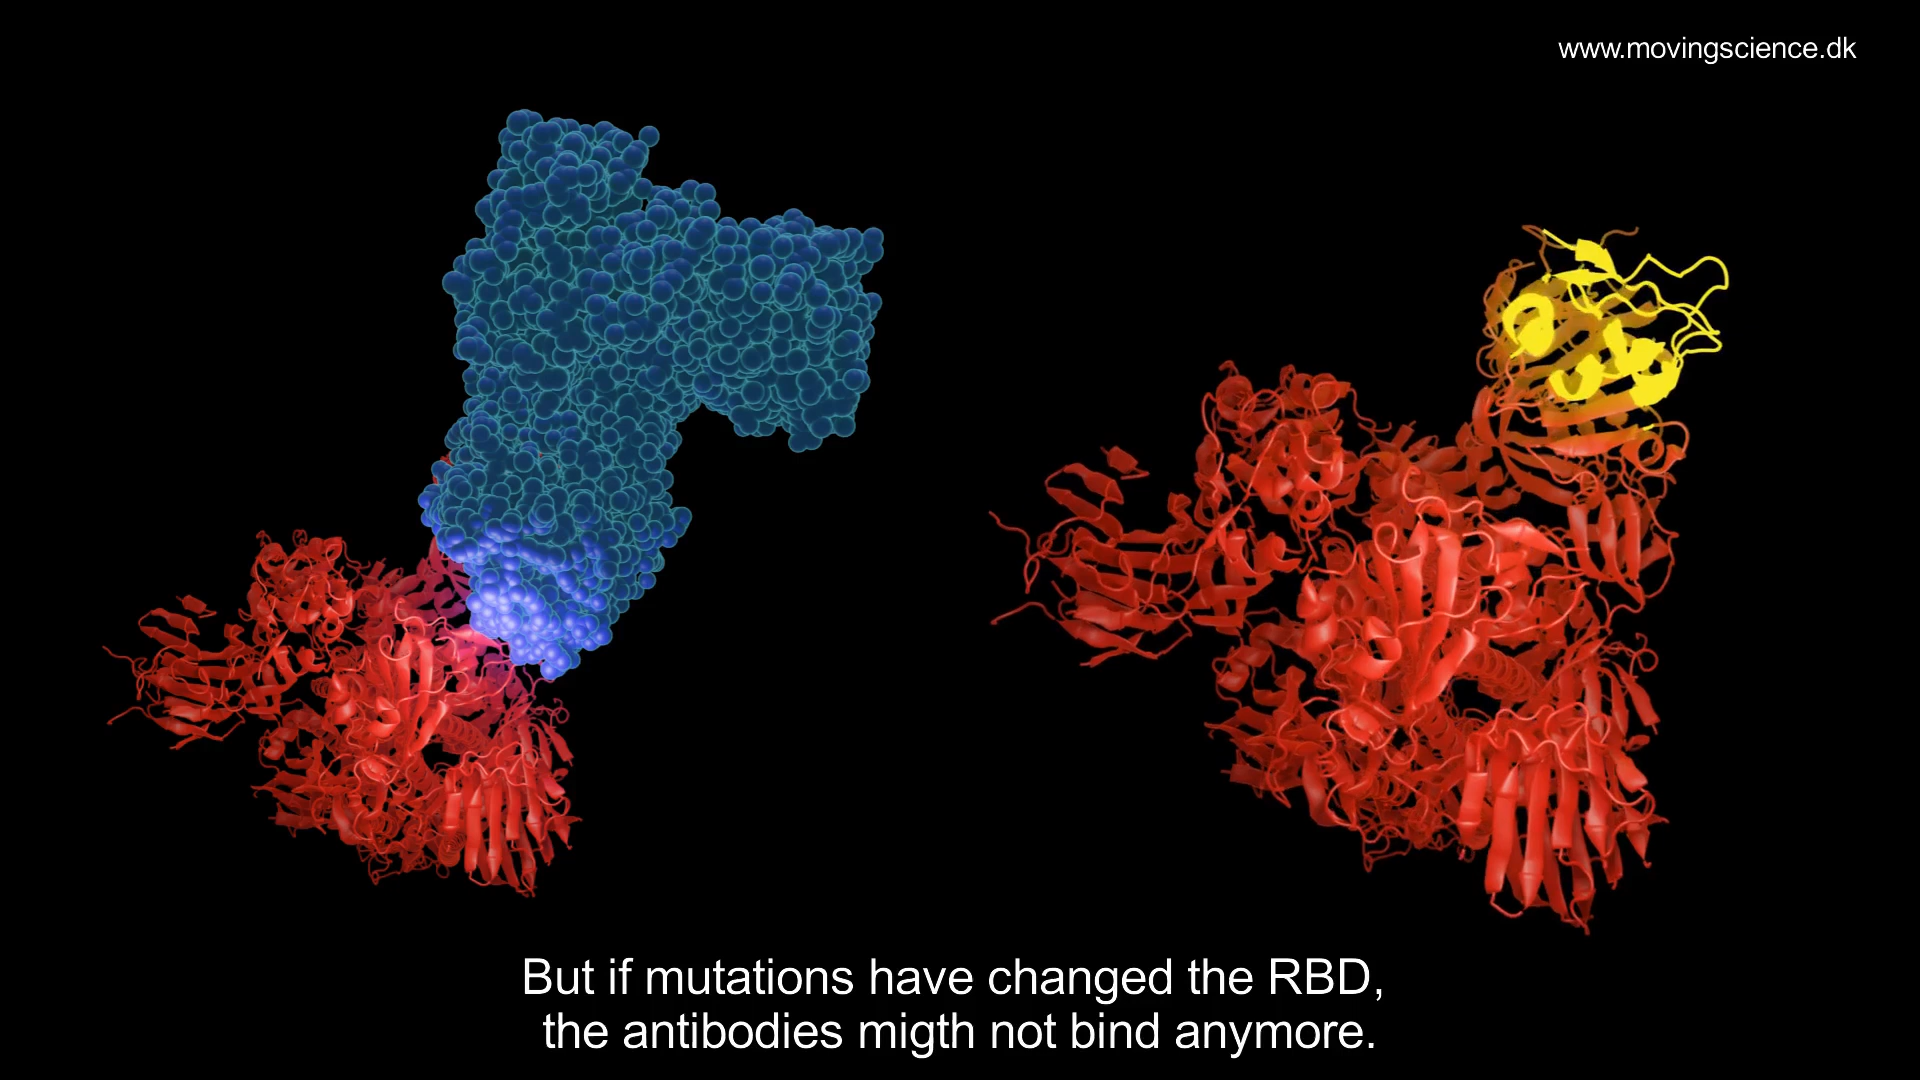 www.movingscience.dk
But if mutations have changed the RBD,
the antibodies migth not bind anymore.